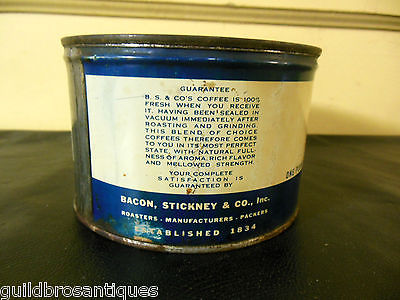 GUARANTEE
B. S. & CO'S COFFEE IS 100%
FRESH WHEN YOU RECEIVE
IT. HAVING BEEN SEALED IN
VACUUM IMMEDIATELY AFTER
ROASTING AND GRINDING.
THIS BLEND OF CHOICE
COFFEES THEREFORE COMES
TO YOU IN ITS MOST PERFECT
STATE, WITH NATURAL FULL-
NESS OF AROMA, RICH FLAVOR
AND MELLOWED STRENGTH.
YOUR COMPLETE
SATISFACTION IS
GUARANTEED BY
BACON, STICKNEY & CO., Inc.
ROASTERS - MANUFACTURERS - PACKERS
ESTABLISHED 1834
ONE
guildbrosantiques